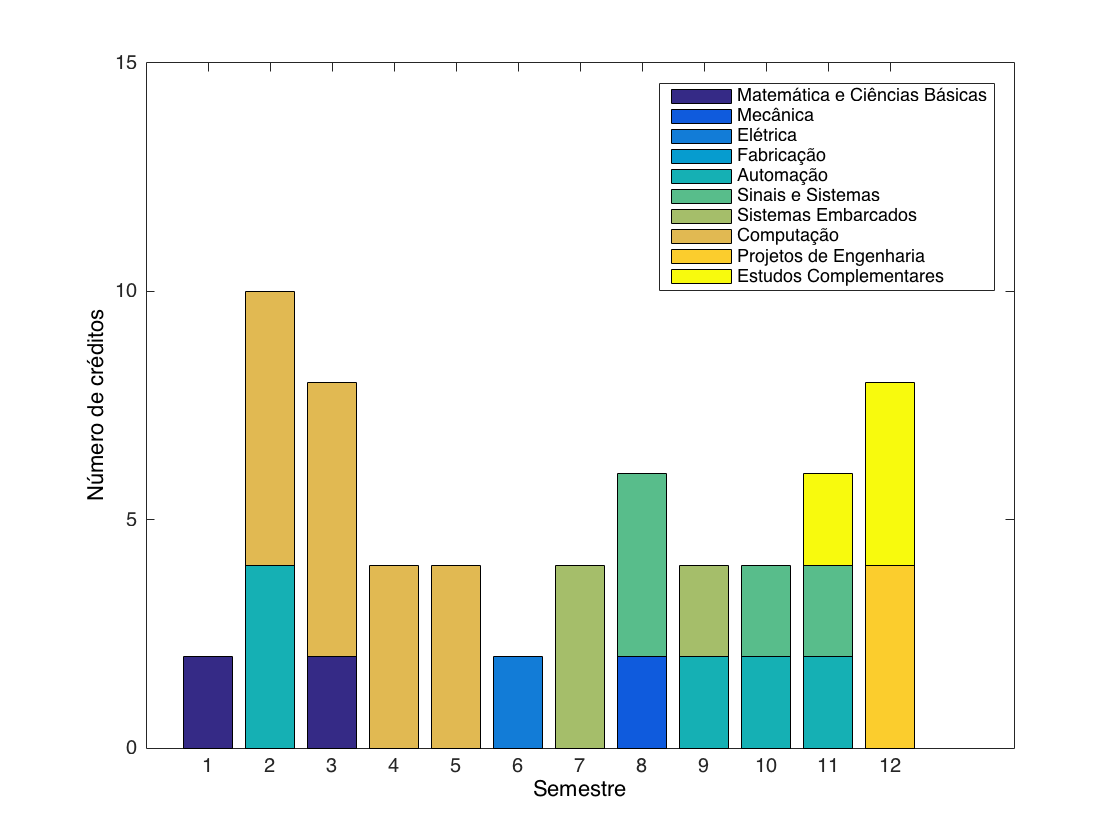 15
10
5
0
Número de créditos
Matemática e Ciências Básicas
Mecânica
Elétrica
Fabricação
Automação
Sinais e Sistemas
Sistemas Embarcados
Computação
Projetos de Engenharia
Estudos Complementares
1 2 3 4 5 6 7 8 9 10 11 12
Semestre